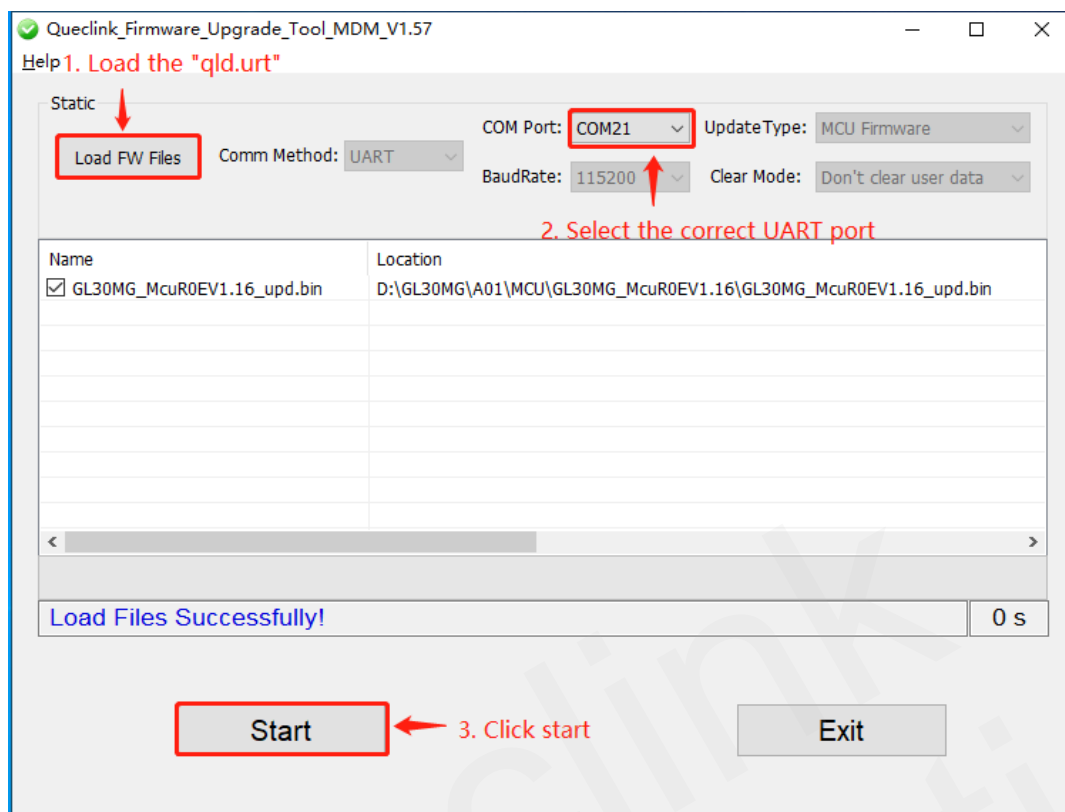 Queclink_Firmware_Upgrade_Tool_MDM_V1.57
Help 1. Load the "qld.urt"
Static
Load FW Files
Comm Method: UART
COM Port: COM21
UpdateType: MCU Firmware
BaudRate: 115200
Clear Mode: Don't clear user data
2. Select the correct UART port
Name Location
GL30MG_McuR0EV1.16_upd.bin D:\GL30MG\A01\MCU\GL30MG_McuR0EV1.16\GL30MG_McuR0EV1.16_upd.bin
Load Files Successfully! 0 s
Start 3. Click start Exit